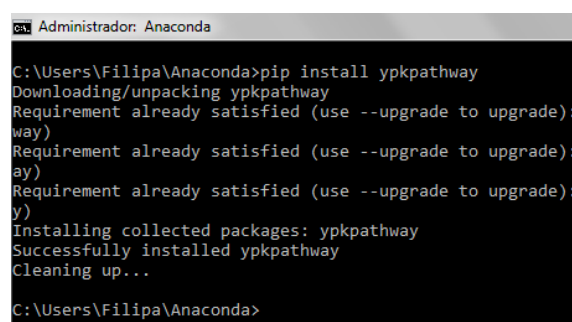 Administrador: Anaconda
C:\Users\Filipa\Anaconda>pip install ypkpathway
Downloading/unpacking ypkpathway
Requirement already satisfied (use --upgrade to upgrade):
way)
Requirement already satisfied (use --upgrade to upgrade):
ay)
Requirement already satisfied (use --upgrade to upgrade):
y)
Installing collected packages: ypkpathway
Successfully installed ypkpathway
Cleaning up...
C:\Users\Filipa\Anaconda>